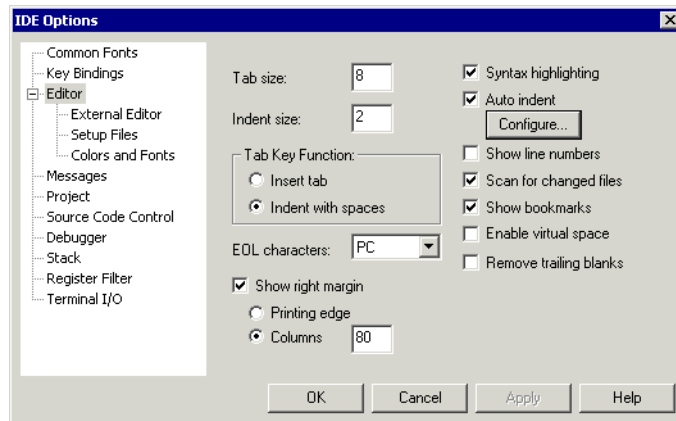 IDE Options
Common Fonts
Key Bindings
Editor
External Editor
Setup Files
Colors and Fonts
Messages
Project
Source Code Control
Debugger
Stack
Register Filter
Terminal I/O
Tab size: 8
Indent size: 2
Tab Key Function:
Insert tab
Indent with spaces
EOL characters: PC
Show right margin
Printing edge
Columns 80
Syntax highlighting
Auto indent
Configure...
Show line numbers
Scan for changed files
Show bookmarks
Enable virtual space
Remove trailing blanks
OK Cancel Apply Help